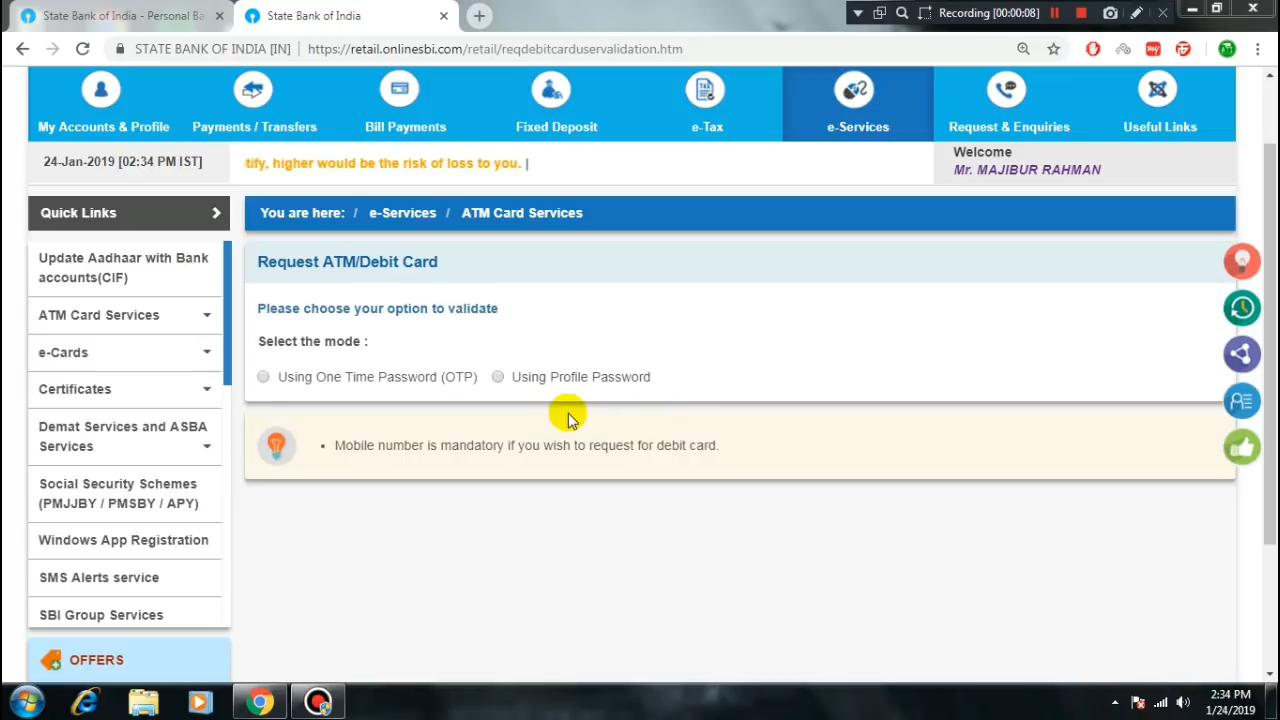 State Bank of India - Personal Ba
State Bank of India
Recording [00:00:08]
STATE BANK OF INDIA [IN]
https://retail.onlinesbi.com/retail/reqdebitcarduservalidation.htm
My Accounts & Profile
Payments / Transfers
Bill Payments
Fixed Deposit
e-Tax
e-Services
Request & Enquiries
Useful Links
24-Jan-2019 [02:34 PM IST]
tify, higher would be the risk of loss to you. |
Welcome
Mr. MAJIBUR RAHMAN
Quick Links
You are here: / e-Services / ATM Card Services
Update Aadhaar with Bank
accounts(CIF)
ATM Card Services
e-Cards
Certificates
Demat Services and ASBA
Services
Social Security Schemes
(PMJJBY / PMSBY / APY)
Windows App Registration
SMS Alerts service
SBI Group Services
OFFERS
Request ATM/Debit Card
Please choose your option to validate
Select the mode :
Using One Time Password (OTP)
Using Profile Password
• Mobile number is mandatory if you wish to request for debit card.
2:34 PM
1/24/2019